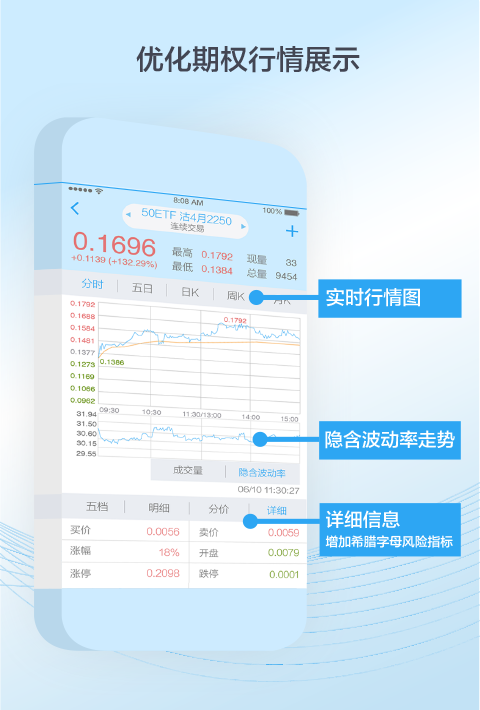 优化期权行情展示
8:08 AM
100%
50ETF 沽4月2250
连续交易
0.1696
+0.1139 (+132.29%)
最高 0.1792 现量 33
最低 0.1384 总量 9454
分时 五日 日K 周K 月K
实时行情图
0.1792
0.1688
0.1584
0.1481
0.1377
0.1273
0.1169
0.1066
0.0962
0.1792
0.1386
09:30 10:30 11:30/13:00 14:00 15:00
31.94
31.50
30.60
30.15
29.55
隐含波动率走势
成交量 隐含波动率
06/10 11:30:27
五档 明细 分价 详细
详细信息
增加希腊字母风险指标
买价 0.0056 卖价 0.0059
涨幅 18% 开盘 0.0079
涨停 0.2098 跌停 0.0001